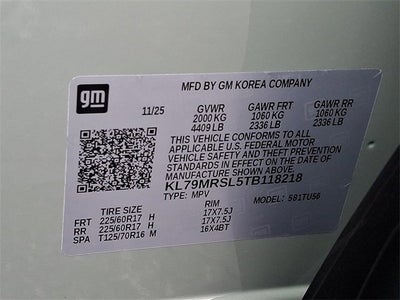 gm
MFD BY GM KOREA COMPANY
11/25 GVWR GAWR FRT GAWR RR
2000 KG 1060 KG 1060 KG
4409 LB 2336 LB 2336 LB
THIS VEHICLE CONFORMS TO ALL
APPLICABLE U.S. FEDERAL MOTOR
VEHICLE SAFETY AND THEFT PREVENTION
STANDARDS IN EFFECT ON THE DATE OF
MANUFACTURE SHOWN ABOVE.
KL79MRSL5TB118218
TYPE: MPV MODEL: 5B1TU56
TIRE SIZE RIM
FRT 225/60R17 H 17X7.5J
RR 225/60R17 H 17X7.5J
SPA T125/70R16 M 16X4BT